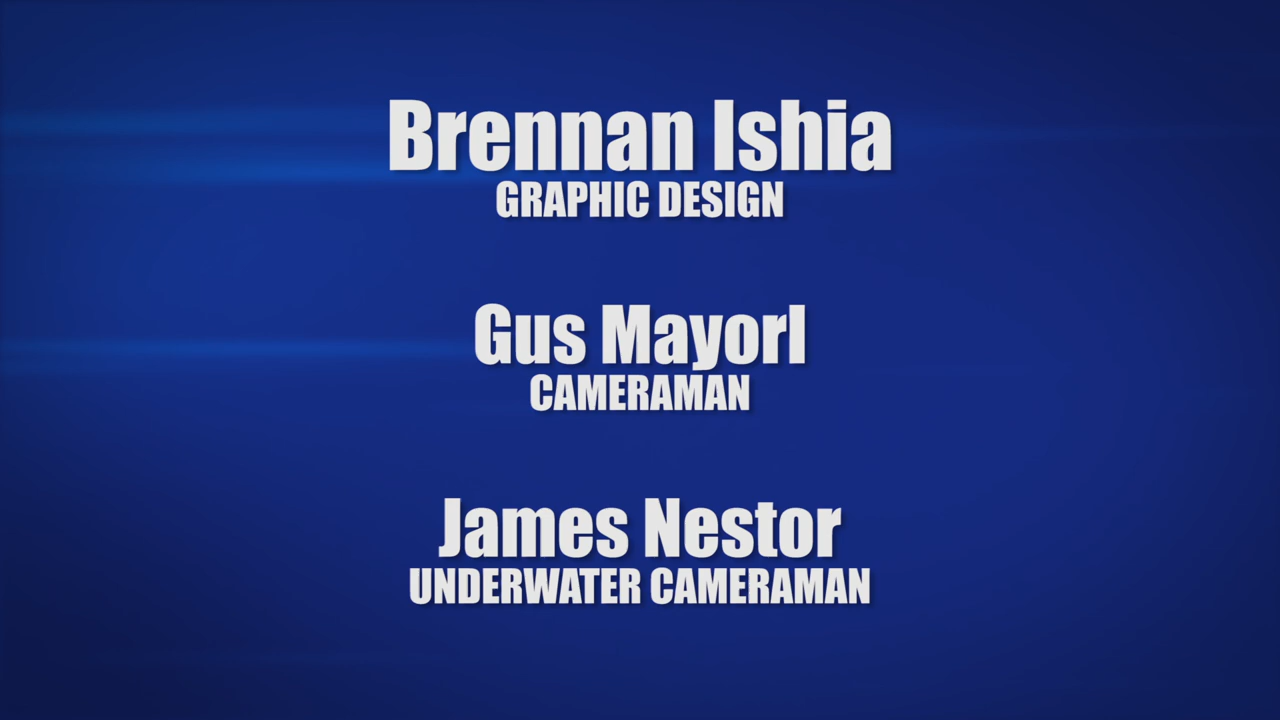 Brennan Ishia
GRAPHIC DESIGN
Gus Mayorl
CAMERAMAN
James Nestor
UNDERWATER CAMERAMAN